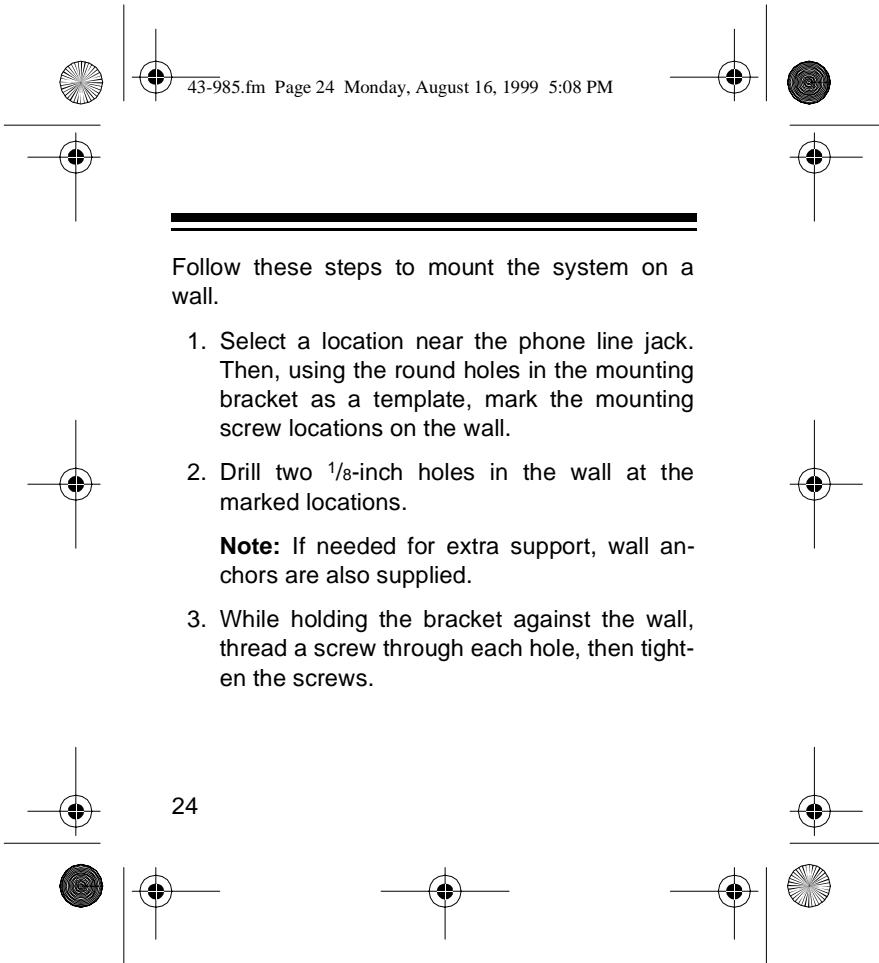 43-985.fm Page 24 Monday, August 16, 1999 5:08 PM
Follow these steps to mount the system on a
wall.
1. Select a location near the phone line jack.
Then, using the round holes in the mounting
bracket as a template, mark the mounting
screw locations on the wall.
2. Drill two 1/8-inch holes in the wall at the
marked locations.
Note: If needed for extra support, wall an-
chors are also supplied.
3. While holding the bracket against the wall,
thread a screw through each hole, then tight-
en the screws.
24